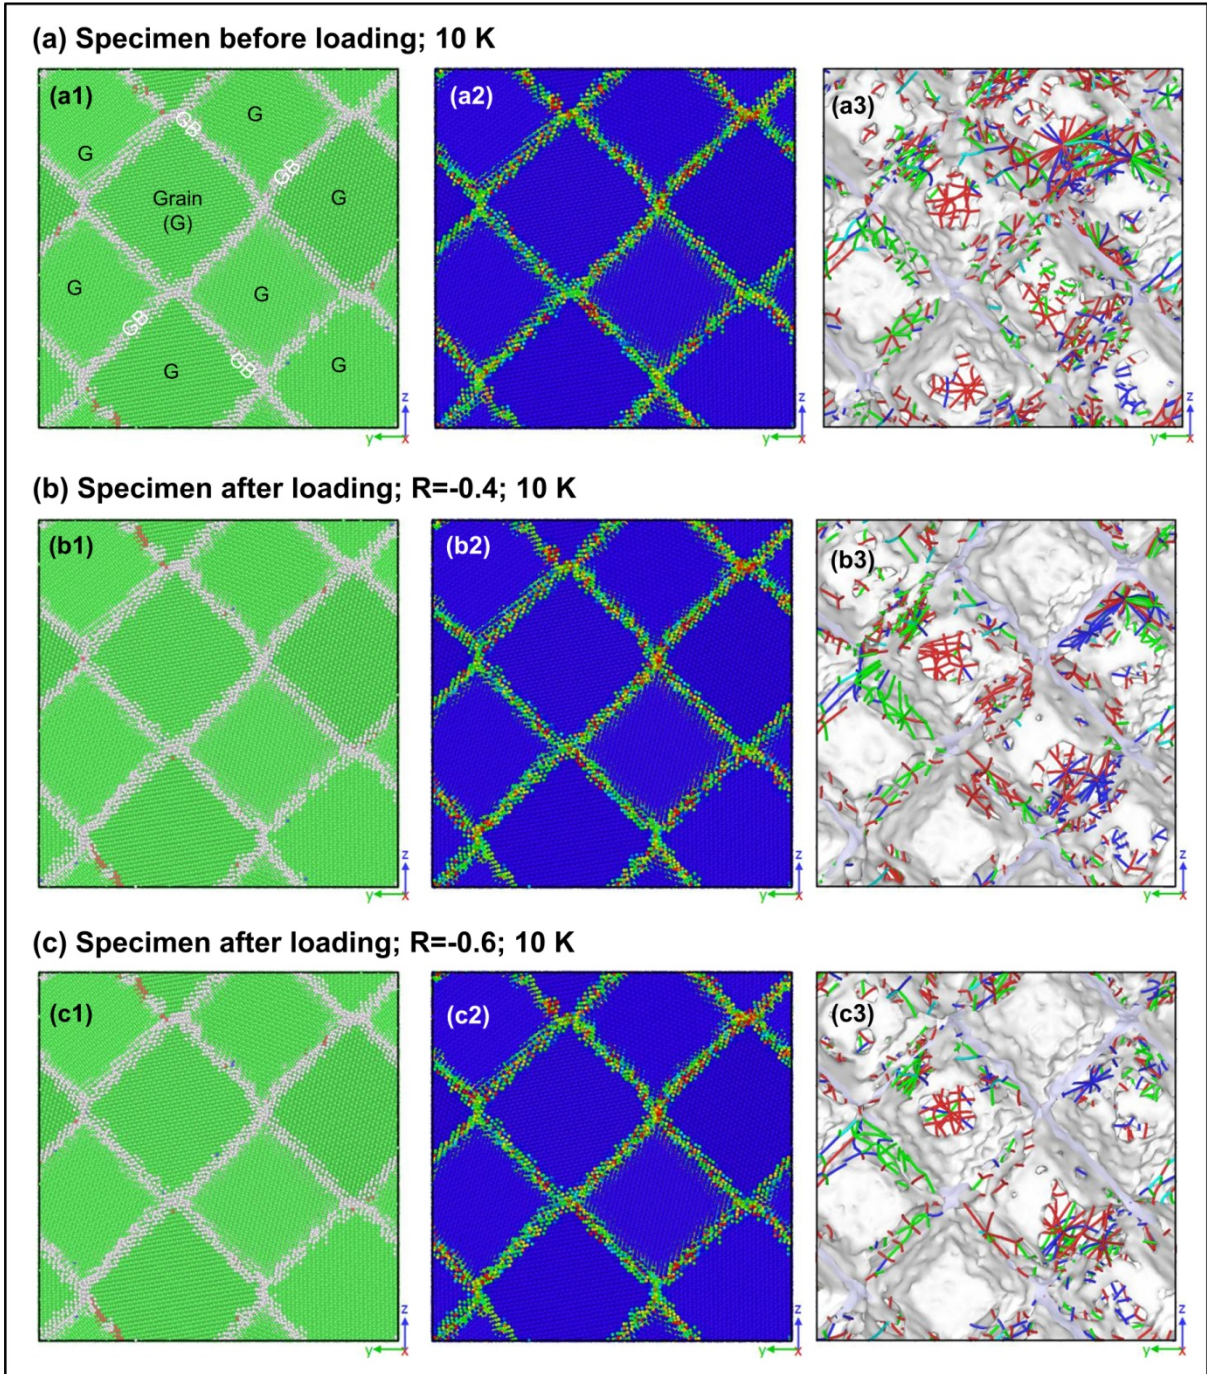 (a) Specimen before loading; 10 K
(a1)
G
GB
G
GB
Grain
(G)
G
G
G
GB
GB
G
G
z
y
x
(a2)
z
y
x
(a3)
z
y
x
(b) Specimen after loading; R=-0.4; 10 K
(b1)
z
y
x
(b2)
z
y
x
(b3)
z
y
x
(c) Specimen after loading; R=-0.6; 10 K
(c1)
z
y
x
(c2)
z
y
x
(c3)
z
y
x